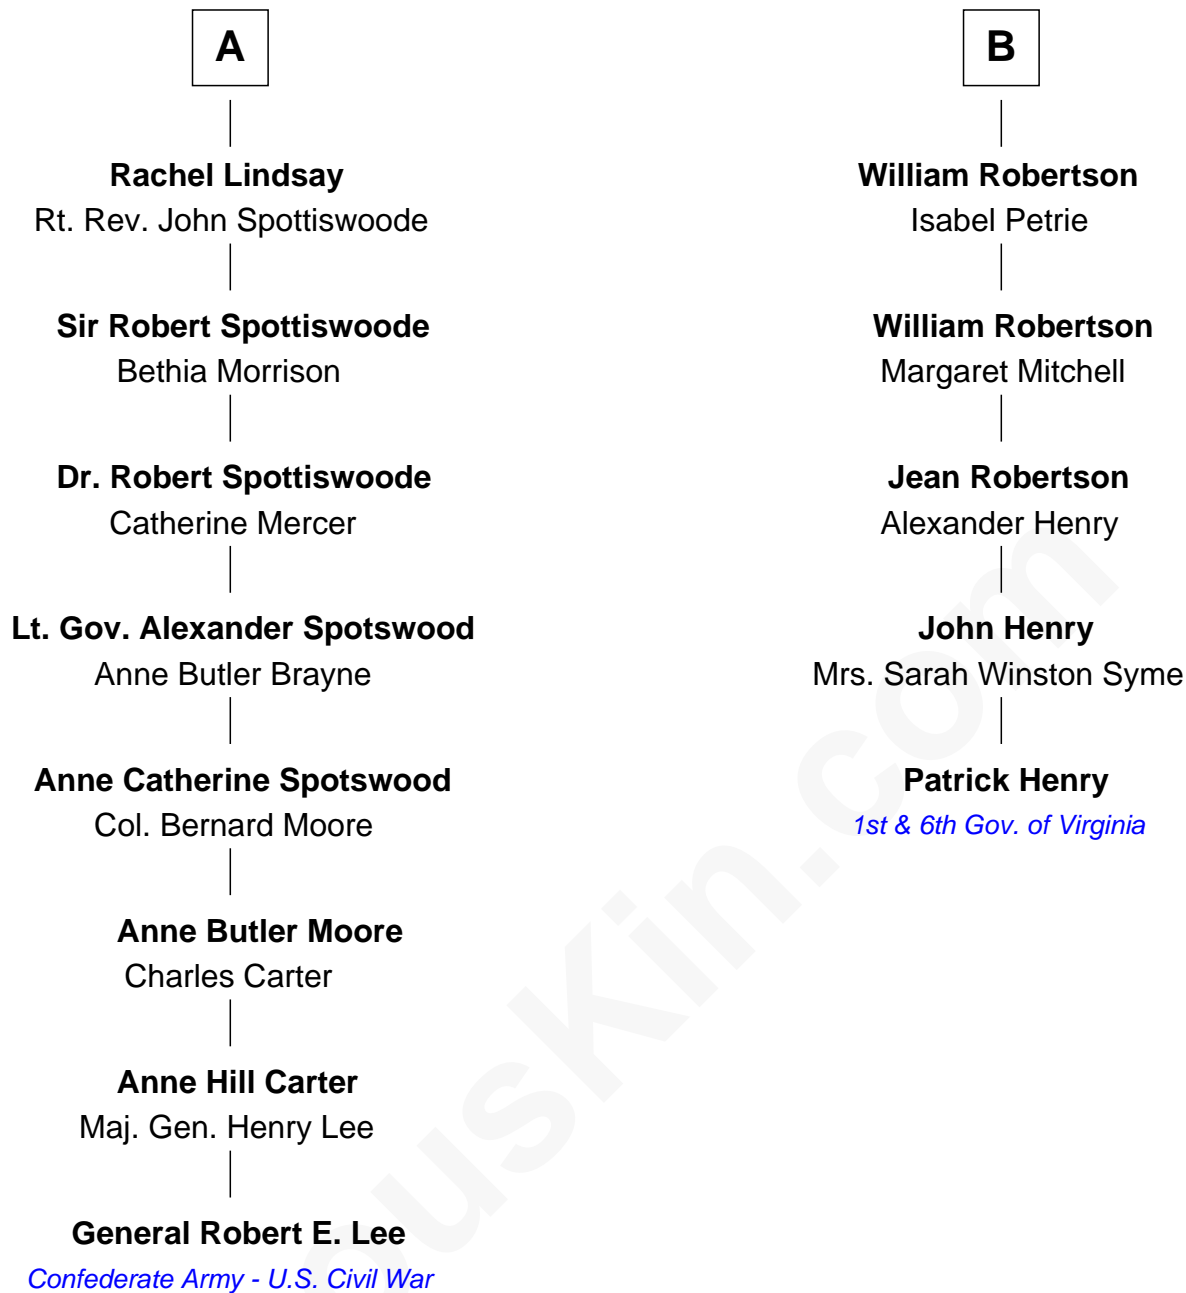 A
Rachel Lindsay
Rt. Rev. John Spottiswoode
Sir Robert Spottiswoode
Bethia Morrison
Dr. Robert Spottiswoode
Catherine Mercer
Lt. Gov. Alexander Spotswood
Anne Butler Brayne
Anne Catherine Spotswood
Col. Bernard Moore
Anne Butler Moore
Charles Carter
Anne Hill Carter
Maj. Gen. Henry Lee
General Robert E. Lee
Confederate Army - U.S. Civil War
B
William Robertson
Isabel Petrie
William Robertson
Margaret Mitchell
Jean Robertson
Alexander Henry
John Henry
Mrs. Sarah Winston Syme
Patrick Henry
1st & 6th Gov. of Virginia
ousKin.com